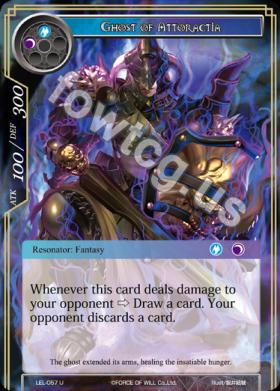 Ghost of Attoractia
ATK 100 / DEF 300
fowtcg.us
Resonator: Fantasy
Whenever this card deals damage to
your opponent ⇨ Draw a card. Your
opponent discards a card.
The ghost extended its arms, healing the insatiable hunger.
LEL-057 U ©FORCE OF WILL Co.,Ltd. Illust/